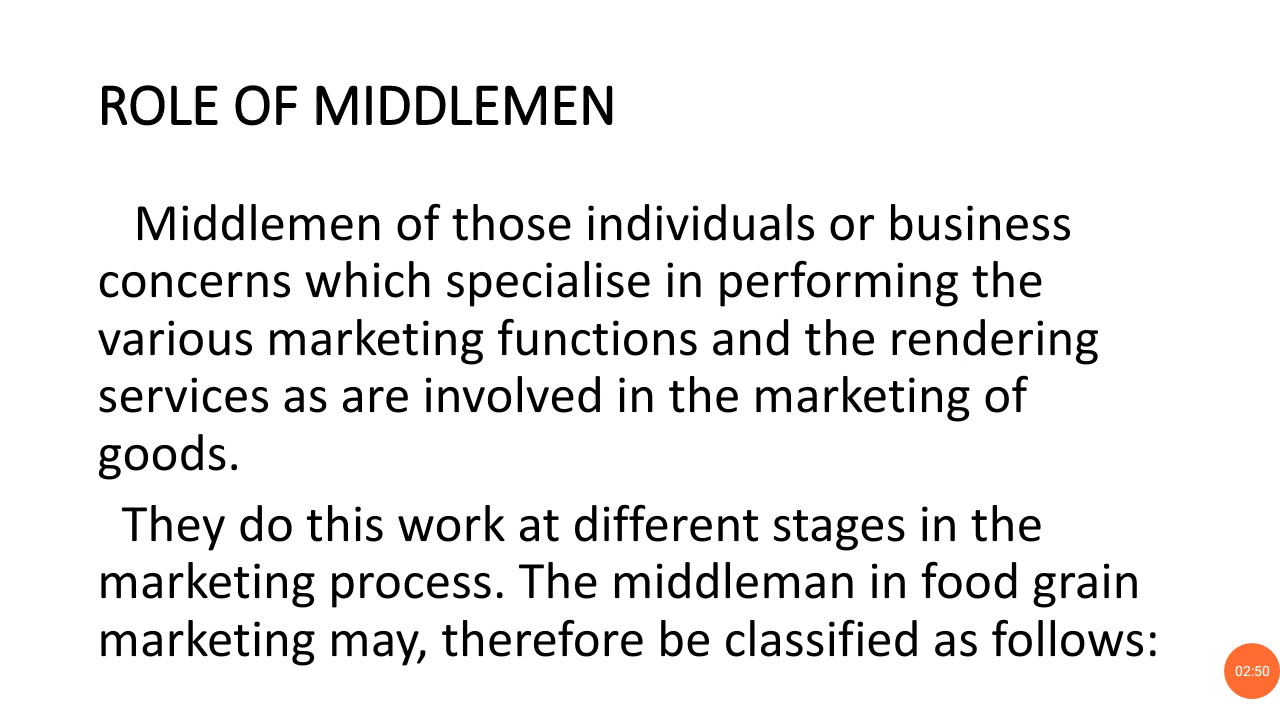 ROLE OF MIDDLEMEN
Middlemen of those individuals or business
concerns which specialise in performing the
various marketing functions and the rendering
services as are involved in the marketing of
goods.
They do this work at different stages in the
marketing process. The middleman in food grain
marketing may, therefore be classified as follows:
02:50